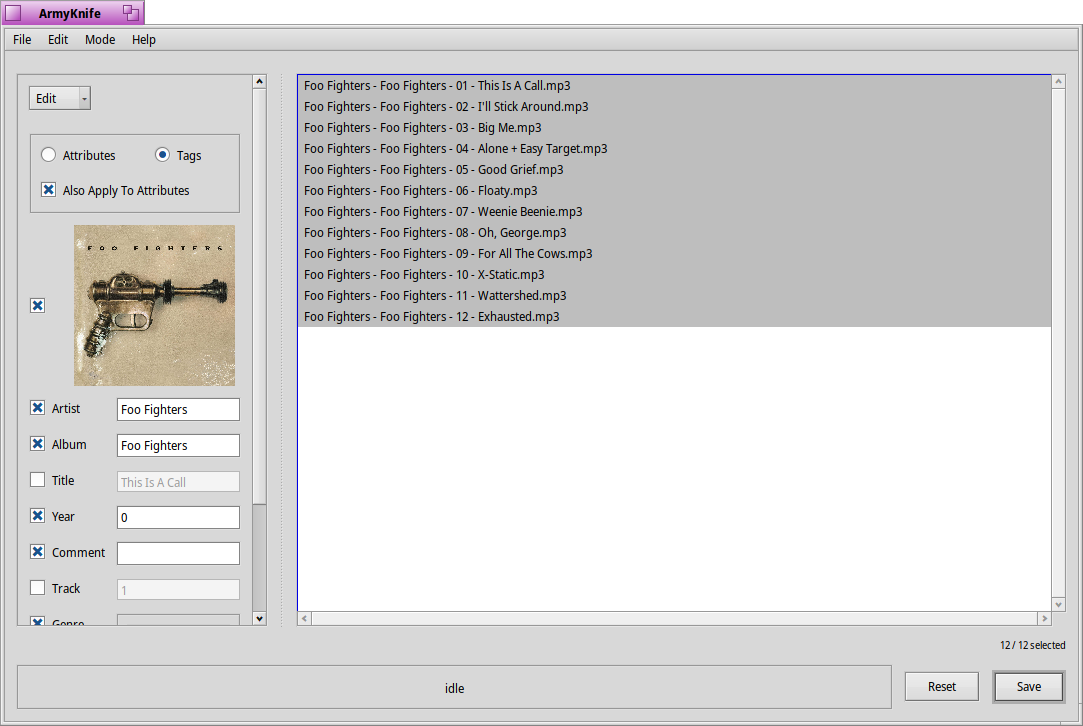 ArmyKnife
File Edit Mode Help
Edit
Attributes Tags
Also Apply To Attributes
FOO FIGHTERS
Artist Foo Fighters
Album Foo Fighters
Title This Is A Call
Year 0
Comment
Track 1
Genre
Foo Fighters - Foo Fighters - 01 - This Is A Call.mp3
Foo Fighters - Foo Fighters - 02 - I'll Stick Around.mp3
Foo Fighters - Foo Fighters - 03 - Big Me.mp3
Foo Fighters - Foo Fighters - 04 - Alone + Easy Target.mp3
Foo Fighters - Foo Fighters - 05 - Good Grief.mp3
Foo Fighters - Foo Fighters - 06 - Floaty.mp3
Foo Fighters - Foo Fighters - 07 - Weenie Beenie.mp3
Foo Fighters - Foo Fighters - 08 - Oh, George.mp3
Foo Fighters - Foo Fighters - 09 - For All The Cows.mp3
Foo Fighters - Foo Fighters - 10 - X-Static.mp3
Foo Fighters - Foo Fighters - 11 - Wattershed.mp3
Foo Fighters - Foo Fighters - 12 - Exhausted.mp3
12 / 12 selected
idle
Reset Save